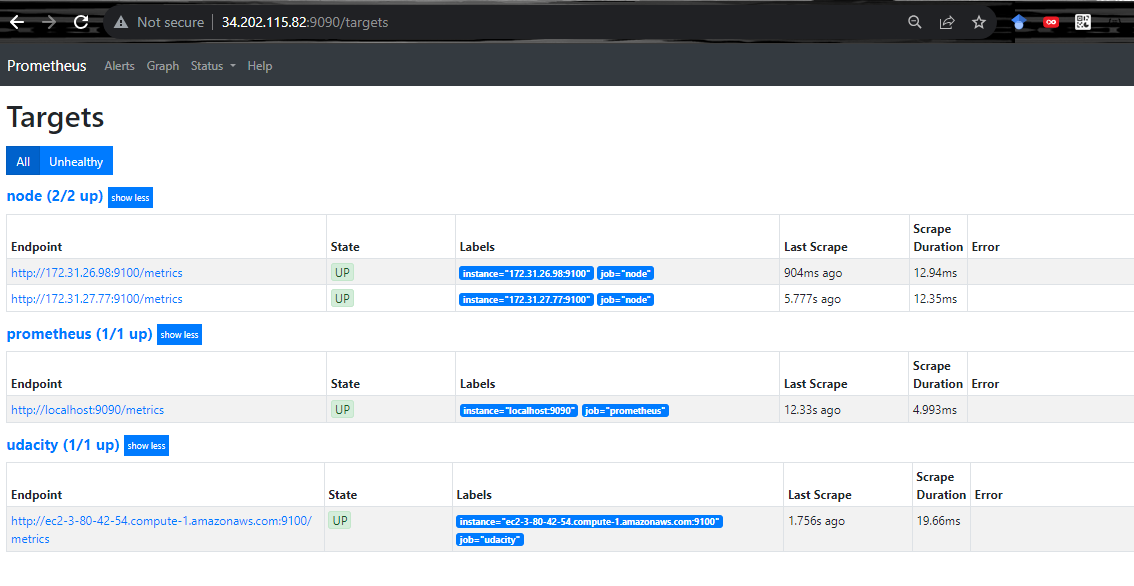 Not secure | 34.202.115.82:9090/targets
Prometheus Alerts Graph Status Help
Targets
All Unhealthy
node (2/2 up) show less
Endpoint State Labels Last Scrape Scrape Duration Error
http://172.31.26.98:9100/metrics UP instance="172.31.26.98:9100" job="node" 904ms ago 12.94ms
http://172.31.27.77:9100/metrics UP instance="172.31.27.77:9100" job="node" 5.777s ago 12.35ms
prometheus (1/1 up) show less
Endpoint State Labels Last Scrape Scrape Duration Error
http://localhost:9090/metrics UP instance="localhost:9090" job="prometheus" 12.33s ago 4.993ms
udacity (1/1 up) show less
Endpoint State Labels Last Scrape Scrape Duration Error
http://ec2-3-80-42-54.compute-1.amazonaws.com:9100/ UP instance="ec2-3-80-42-54.compute-1.amazonaws.com:9100" 1.756s ago 19.66ms
metrics job="udacity"